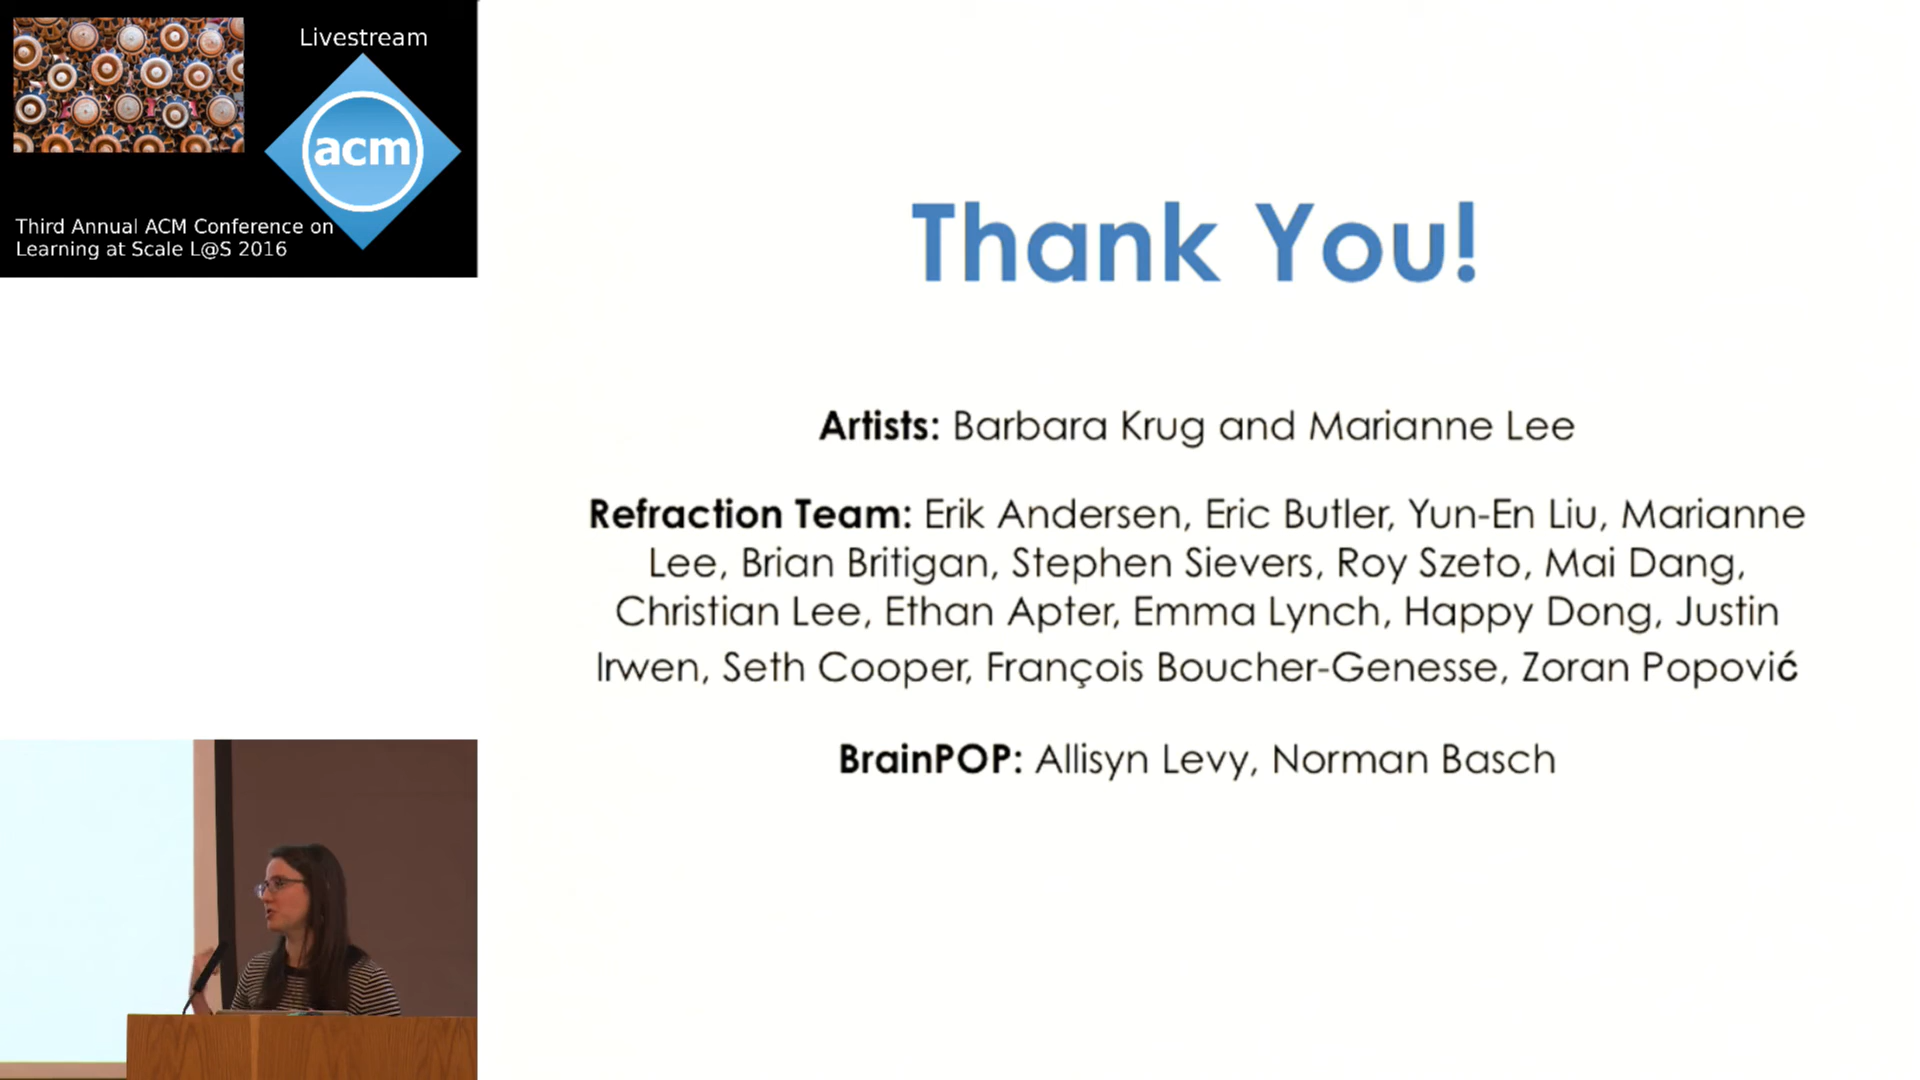 Livestream
acm
Third Annual ACM Conference on
Learning at Scale L@S 2016
Thank You!
Artists: Barbara Krug and Marianne Lee
Refraction Team: Erik Andersen, Eric Butler, Yun-En Liu, Marianne
Lee, Brian Britigan, Stephen Sievers, Roy Szeto, Mai Dang,
Christian Lee, Ethan Apter, Emma Lynch, Happy Dong, Justin
Irwen, Seth Cooper, François Boucher-Genesse, Zoran Popović
BrainPOP: Allisyn Levy, Norman Basch